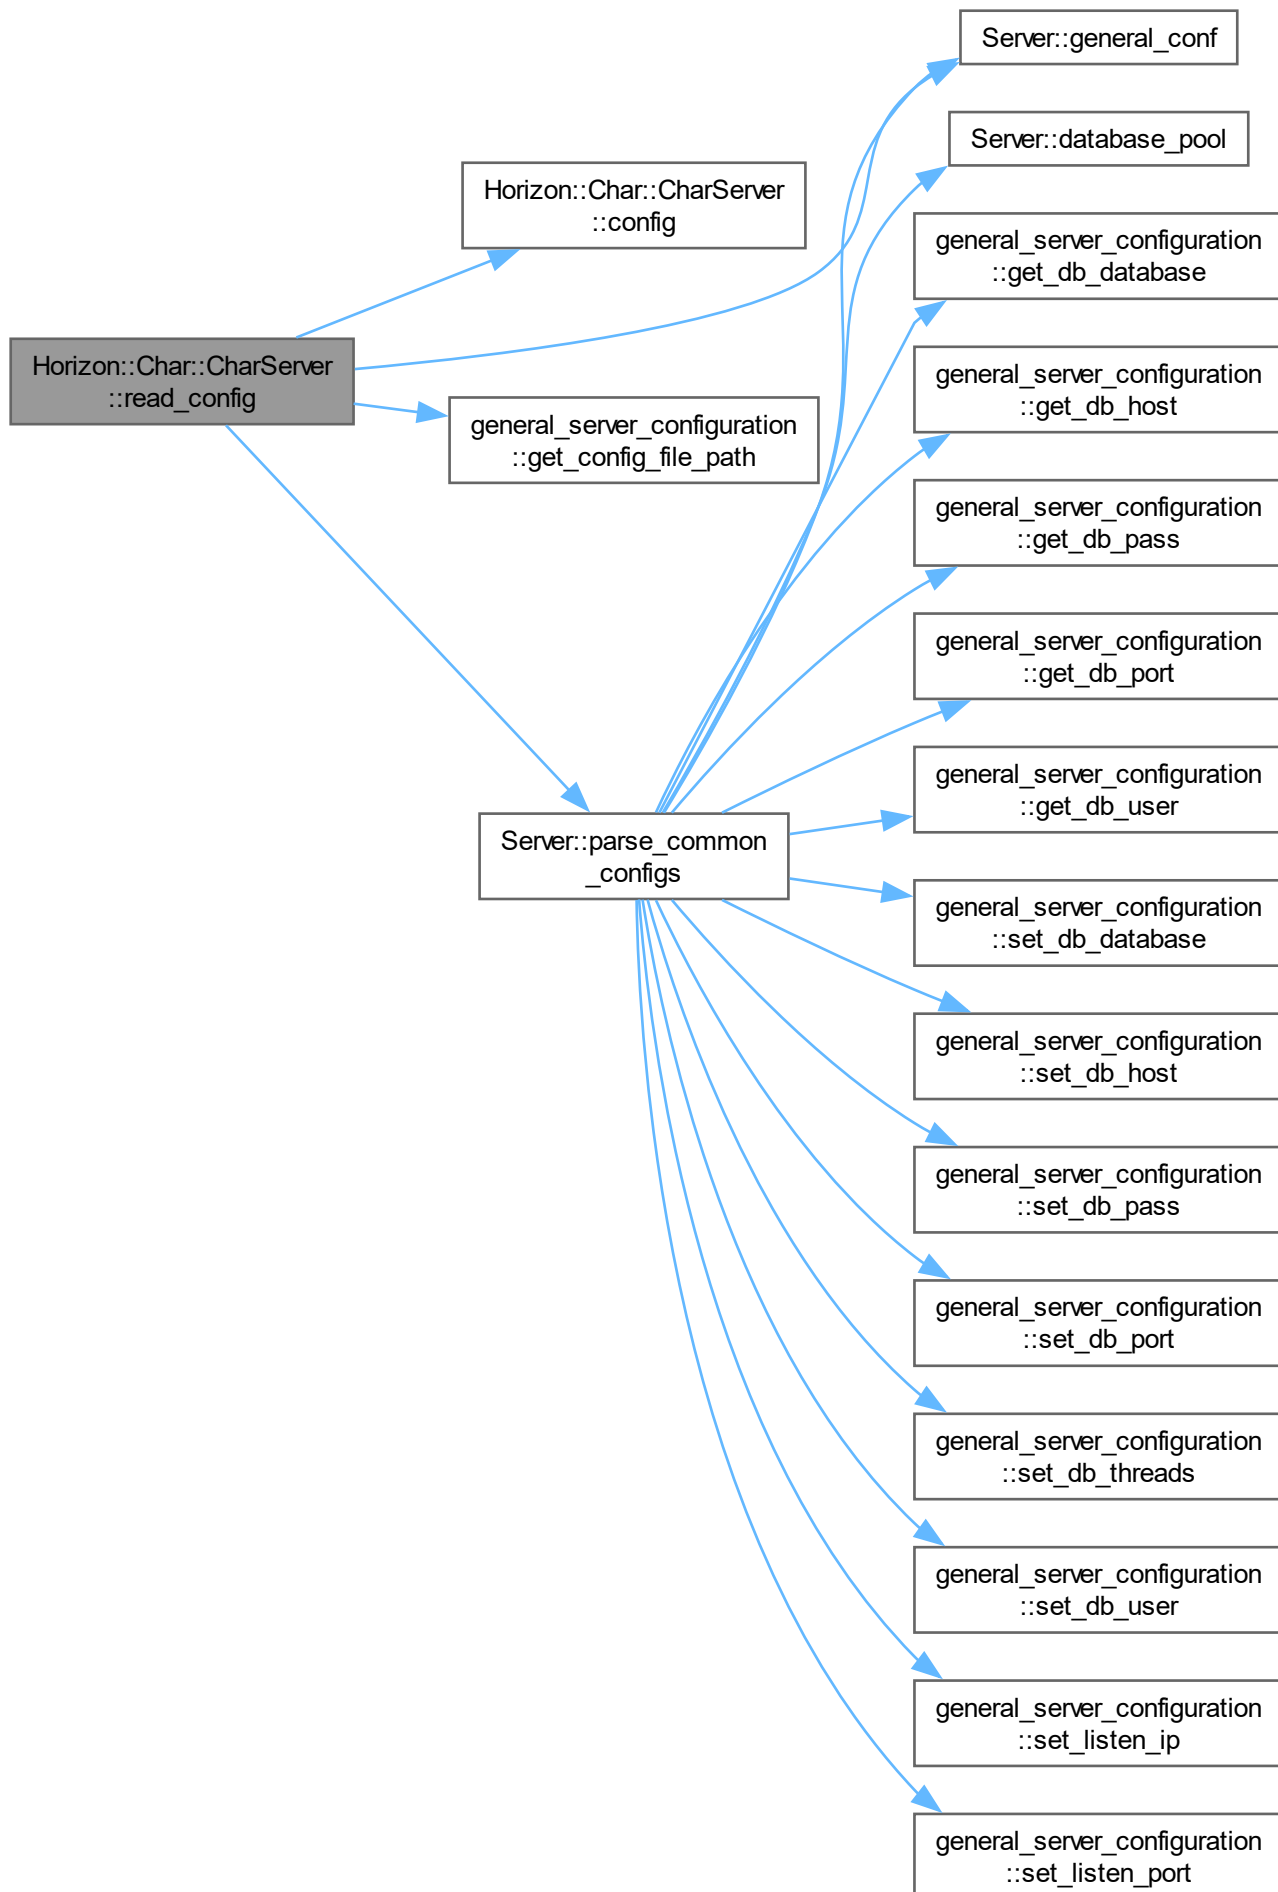 Horizon::Char::CharServer
::read_config
Horizon::Char::CharServer
::config
general_server_configuration
::get_config_file_path
Server::parse_common
_configs
Server::general_conf
Server::database_pool
general_server_configuration
::get_db_database
general_server_configuration
::get_db_host
general_server_configuration
::get_db_pass
general_server_configuration
::get_db_port
general_server_configuration
::get_db_user
general_server_configuration
::set_db_database
general_server_configuration
::set_db_host
general_server_configuration
::set_db_pass
general_server_configuration
::set_db_port
general_server_configuration
::set_db_threads
general_server_configuration
::set_db_user
general_server_configuration
::set_listen_ip
general_server_configuration
::set_listen_port